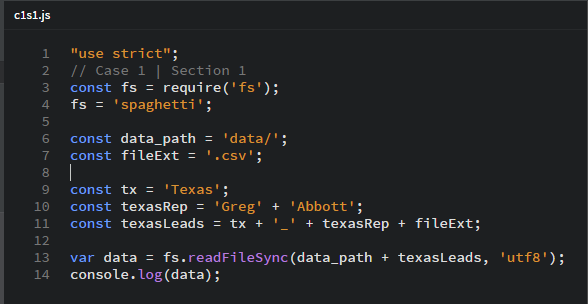 c1s1.js
1 "use strict";
2 // Case 1 | Section 1
3 const fs = require('fs');
4 fs = 'spaghetti';
5
6 const data_path = 'data/';
7 const fileExt = '.csv';
8
9 const tx = 'Texas';
10 const texasRep = 'Greg' + 'Abbott';
11 const texasLeads = tx + '_' + texasRep + fileExt;
12
13 var data = fs.readFileSync(data_path + texasLeads, 'utf8');
14 console.log(data);